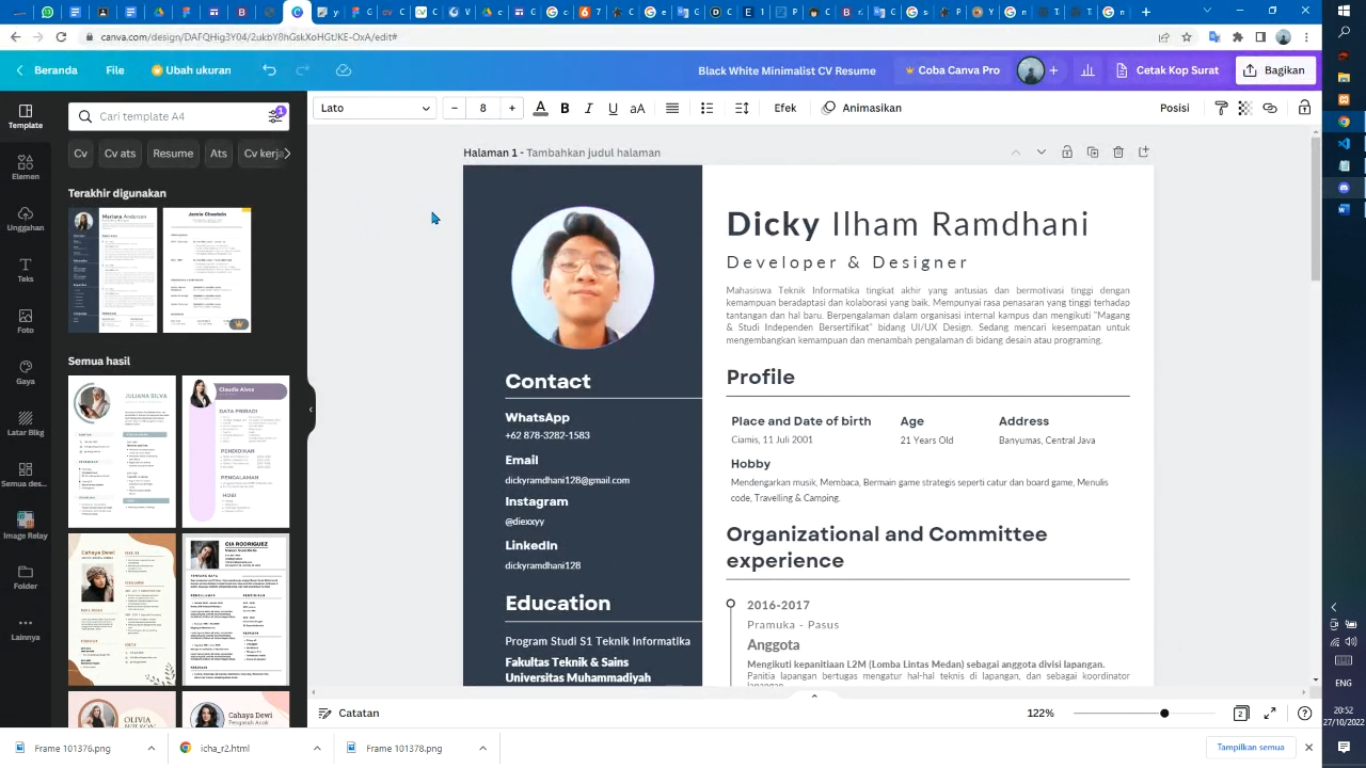 canva.com/design/DAFQHig3Y04/2ukbY8hGskXoHGt/KE-OxA/edit#
Beranda File Ubah ukuran Black White Minimalist CV Resume Coba Canva Pro Cetak Kop Surat Bagikan
Template
Elemen
Unggahan
Teks
Foto
Gaya
Latar Blkg
Semua des...
Image Relay
Folder
Lainnya
Cari template A4
1
Cv Cv ats Resume Ats Cv kerja
Terakhir digunakan
Mariana Anderson
Jamie Chastain
Semua hasil
JULIANA SILVA
Claudia Alves
DATA PRIBADI
PENDIDIKAN
PENGALAMAN
HOBI
Cahaya Dewi
CIA RODRIGUEZ
OLIVIA
WILSON
Cahaya Dewi
Pengasuh Anak
Lato 8 A B I U aA Efek Animasikan Posisi
Halaman 1 - Tambahkan judul halaman
Contact
WhatsApp
+62 878-3282-1583
Email
dickyramdhani128@gmail.com
Instagram
@diexxyy
LinkedIn
dickyramdhani128
Education
Program Studi S1 Teknik Informatika
Fakultas Teknik & Sains
Universitas Muhammadiyah
Dicky Ilham Ramdhani
Developer & Designer
Mahasiswa Teknik Informatika tingkat akhir yang antusias dan bermotivasi tinggi dengan
kemampuan beradaptasi dan kolaborasi yang baik. Mempunyai rasa penasaran yang tinggi terhadap
tantangan dan hal baru. Berpengalaman dalam organisasi internal kampus dan mengikuti "Magang
& Studi Independen Bersertifikat" bidang UI/UX Design. Sedang mencari kesempatan untuk
mengembangkan kemampuan dan menambah pengalaman di bidang desain atau programing.
Profile
Place and Date of birth Age Address
Ciamis, 11 Juli 2001 21 Years Old Banyumas, Central Java
Hobby
Mendengarkan musik, Membaca, Bermain game strategis seperti catur dan board game, Menulis
code, Travelling & Camping.
Organizational and committee
experience
2016-2017
Pramuka - Pasus
Anggota
Mengikuti kepanitiaan L2M (Lomba Lintas Medan) sebagai anggota divisi lapangan.
Panitia lapangan bertugas mengatur hal-hal teknis di lapangan, dan sebagai koordinator
lapangan
Catatan 122% 2
Frame 101376.png icha_r2.html Frame 101378.png Tampilkan semua
ENG
20:52
27/10/2022